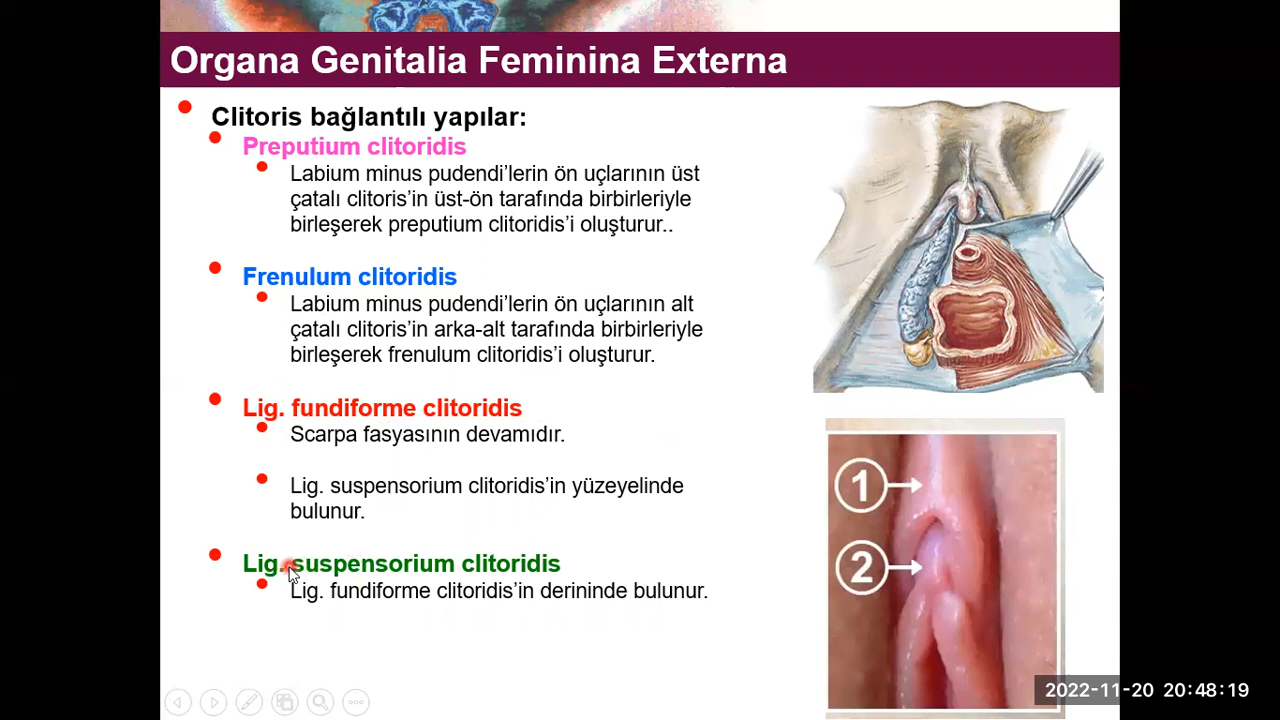 Organa Genitalia Feminina Externa
Clitoris bağlantılı yapılar:
Preputium clitoridis
Labium minus pudendi’lerin ön uçlarının üst
çatalı clitoris’in üst-ön tarafında birbirleriyle
birleşerek preputium clitoridis’i oluşturur..
Frenulum clitoridis
Labium minus pudendi’lerin ön uçlarının alt
çatalı clitoris’in arka-alt tarafında birbirleriyle
birleşerek frenulum clitoridis’i oluşturur.
Lig. fundiforme clitoridis
Scarpa fasyasının devamıdır.
Lig. suspensorium clitoridis’in yüzeyelinde
bulunur.
Lig. suspensorium clitoridis
Lig. fundiforme clitoridis’in derininde bulunur.
1
2
2022-11-20 20:48:19